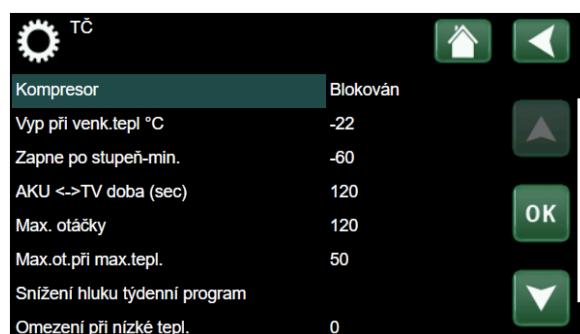 TČ
Kompresor Blokován
Vyp při venk.tepl °C -22
Zapne po stupeň-min. -60
AKU <->TV doba (sec) 120
Max. otáčky 120
OK
Max.ot.při max.tepl. 50
Snížení hluku týdenní program
Omezení při nízké tepl. 0